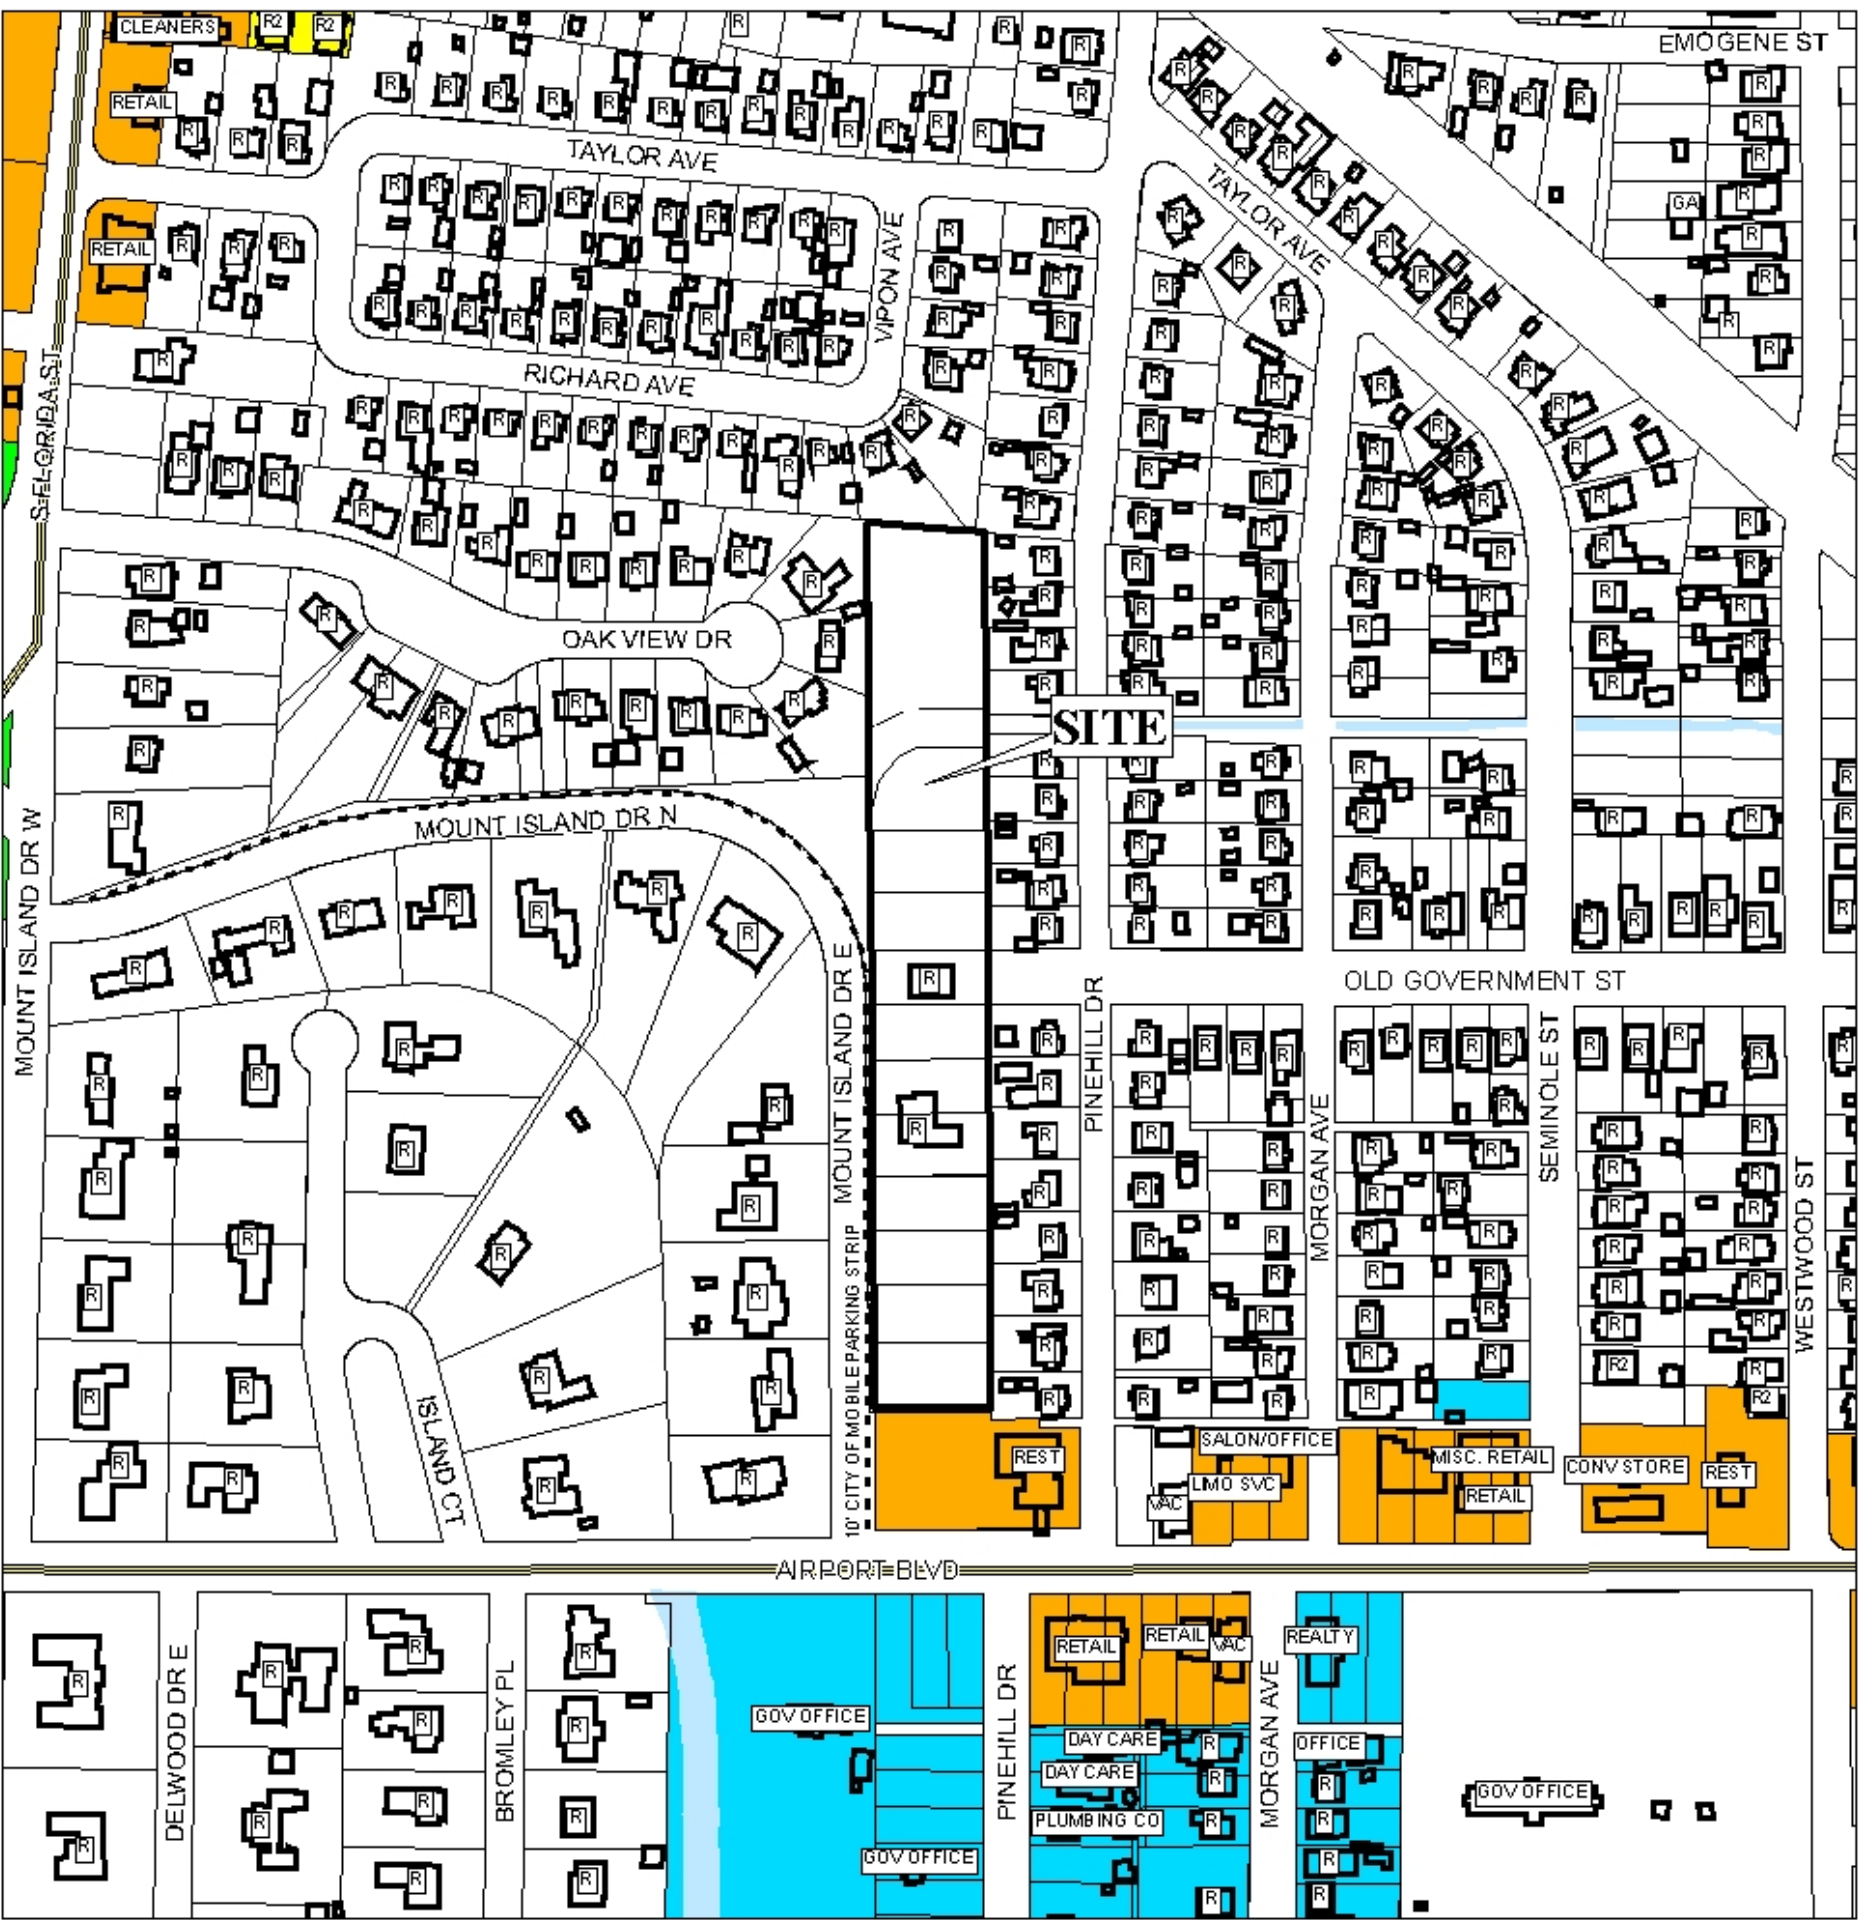 CLEANERS
R2
R2
EMOGENE ST
RETAIL
TAYLOR AVE
TAYLOR AVE
GA
RETAIL
VIPON AVE
RICHARD AVE
S FLORIDA ST
OAK VIEW DR
SITE
MOUNT ISLAND DR N
MOUNT ISLAND DR W
MOUNT ISLAND DR E
OLD GOVERNMENT ST
PINEHILL DR
MORGAN AVE
SEMINOLE ST
WESTWOOD ST
10' CITY OF MOBILE PARKING STRIP
R2
R2
ISLAND CT
REST
SALON/OFFICE
LIMO SVC
VAC
MISC. RETAIL
RETAIL
CONV STORE
REST
AIRPORT BLVD
DELWOOD DR E
BROMLEY PL
GOV OFFICE
GOV OFFICE
PINEHILL DR
RETAIL
RETAIL
VAC
REALTY
DAY CARE
DAY CARE
PLUMBING CO
MORGAN AVE
OFFICE
GOV OFFICE